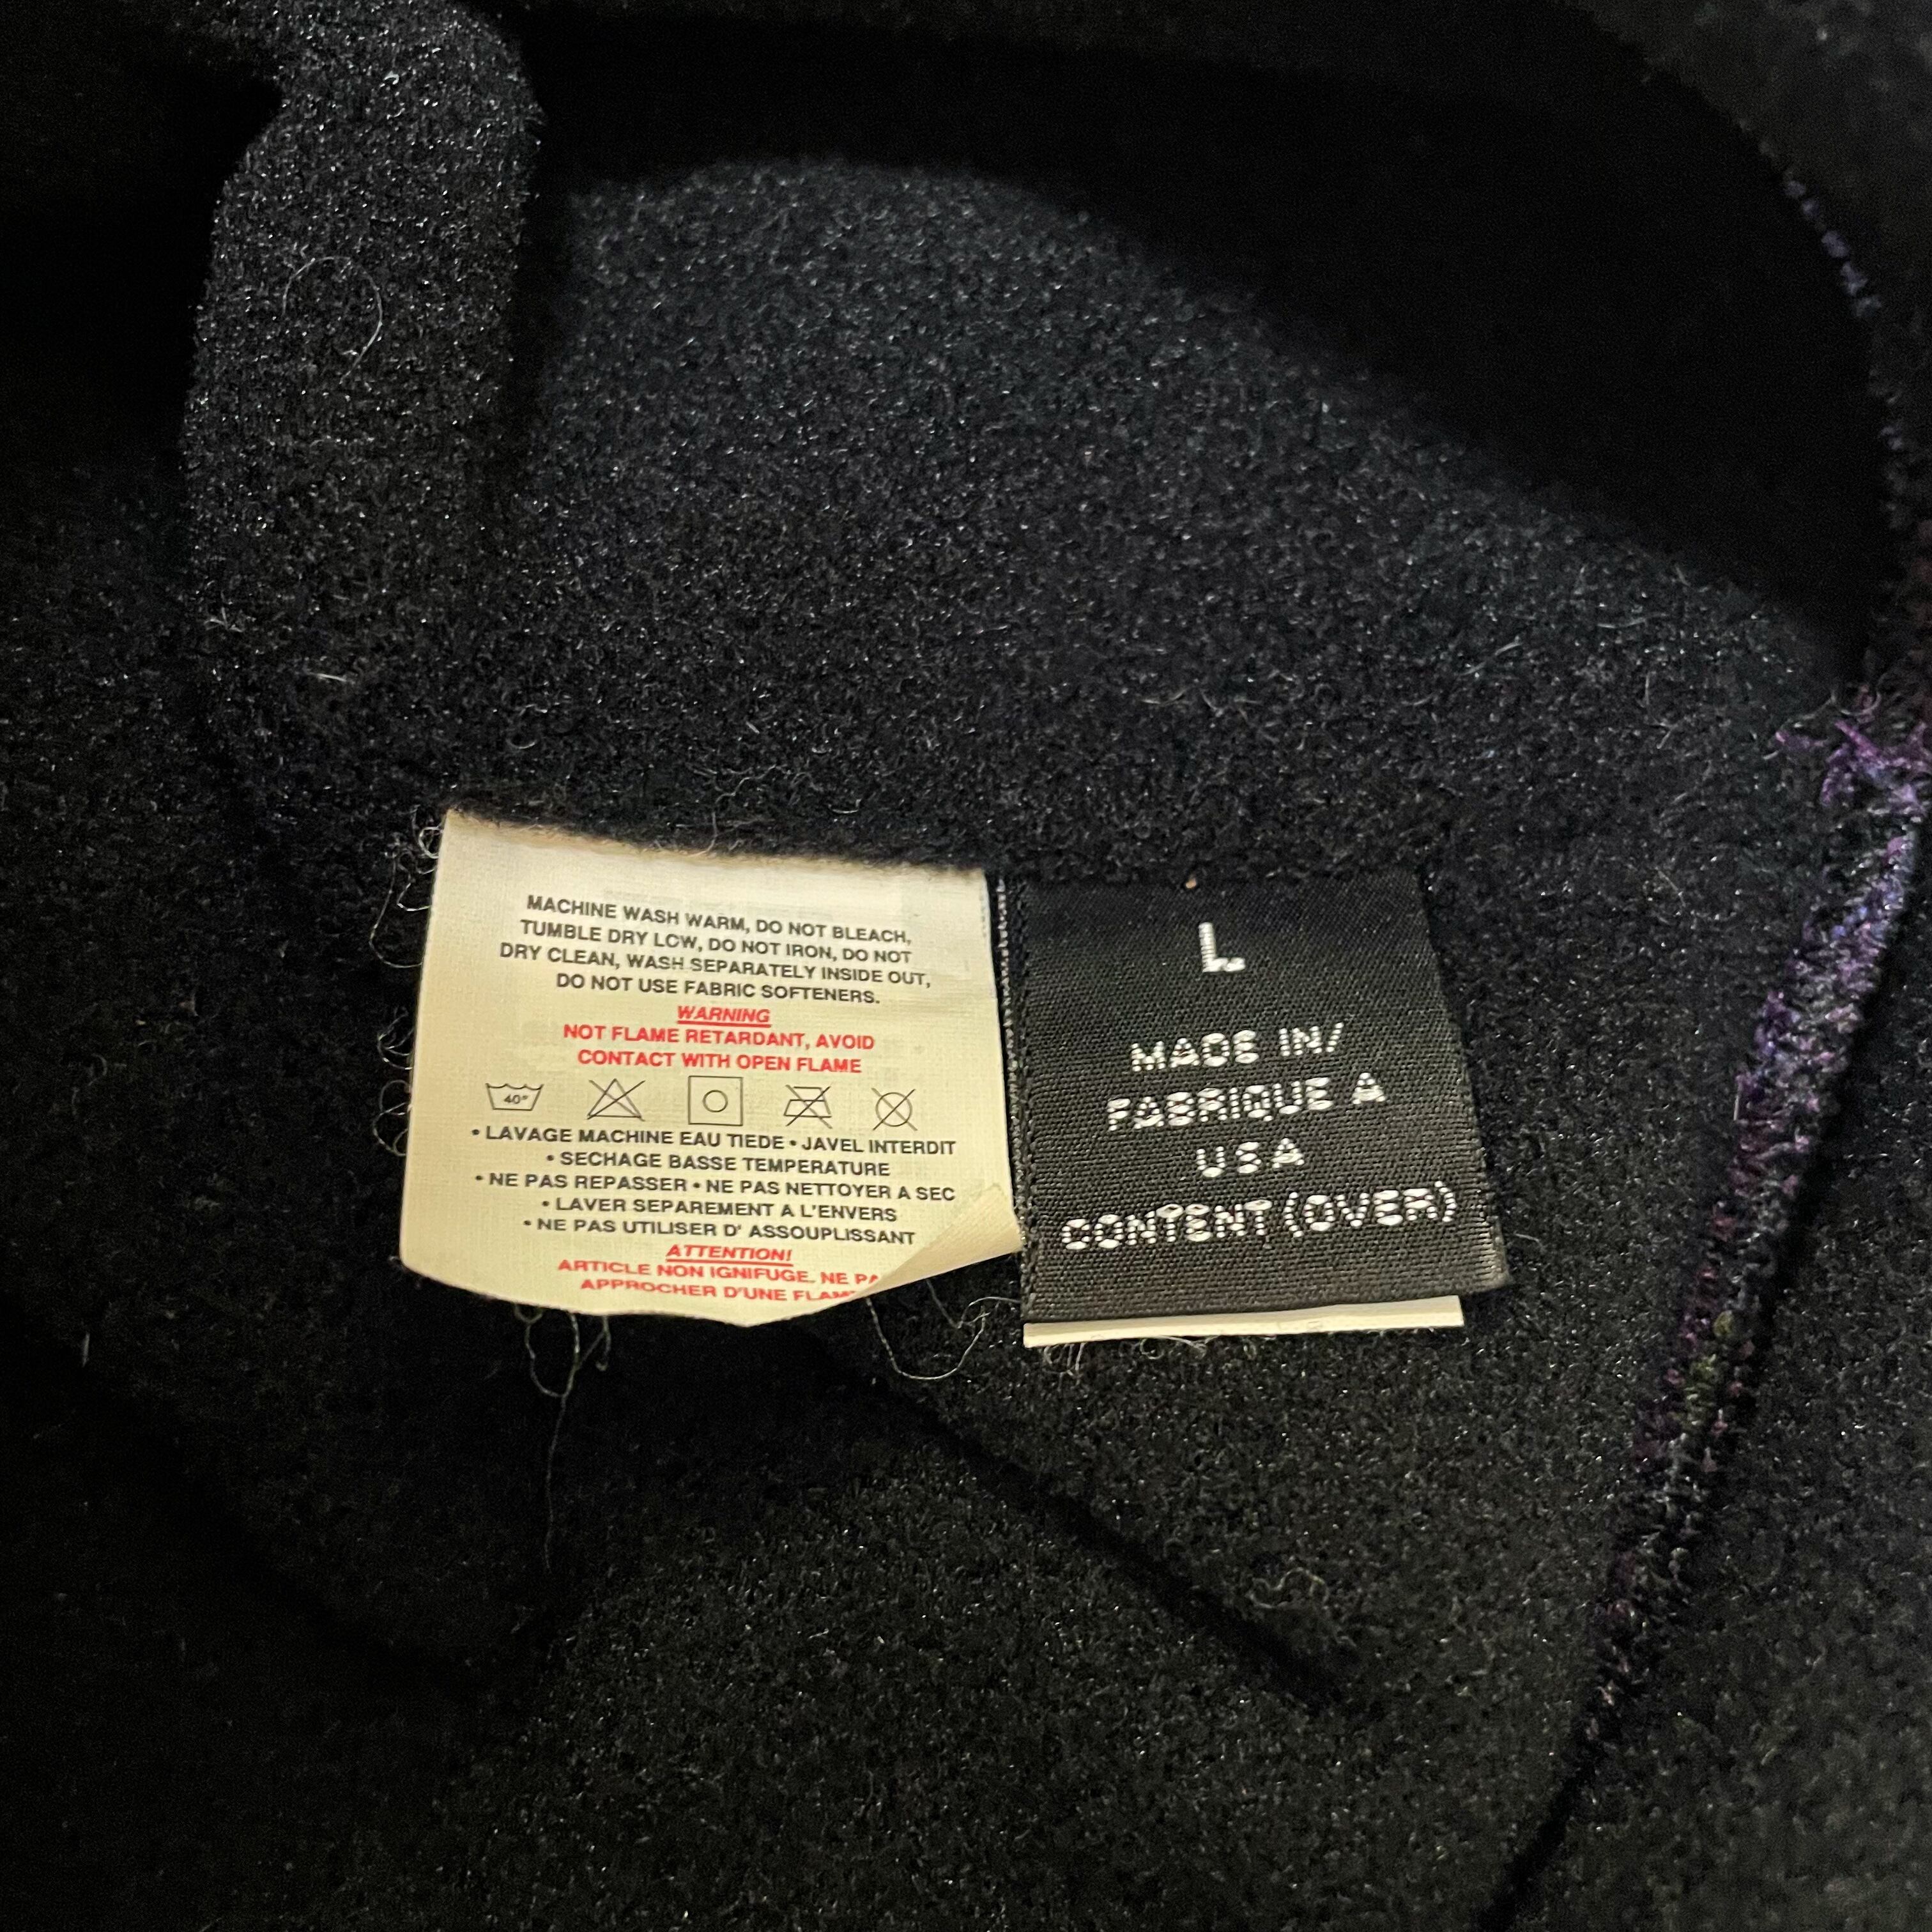 MACHINE WASH WARM, DO NOT BLEACH,
TUMBLE DRY LOW, DO NOT IRON, DO NOT
DRY CLEAN, WASH SEPARATELY INSIDE OUT,
DO NOT USE FABRIC SOFTENERS.
WARNING
NOT FLAME RETARDANT, AVOID
CONTACT WITH OPEN FLAME
40°
• LAVAGE MACHINE EAU TIEDE • JAVEL INTERDIT
• SECHAGE BASSE TEMPERATURE
• NE PAS REPASSER • NE PAS NETTOYER A SEC
• LAVER SEPAREMENT A L'ENVERS
• NE PAS UTILISER D' ASSOUPLISSANT
ATTENTION!
ARTICLE NON IGNIFUGE. NE PA
APPROCHER D'UNE FLAM
L
MADE IN/
FABRIQUE A
USA
CONTENT (OVER)